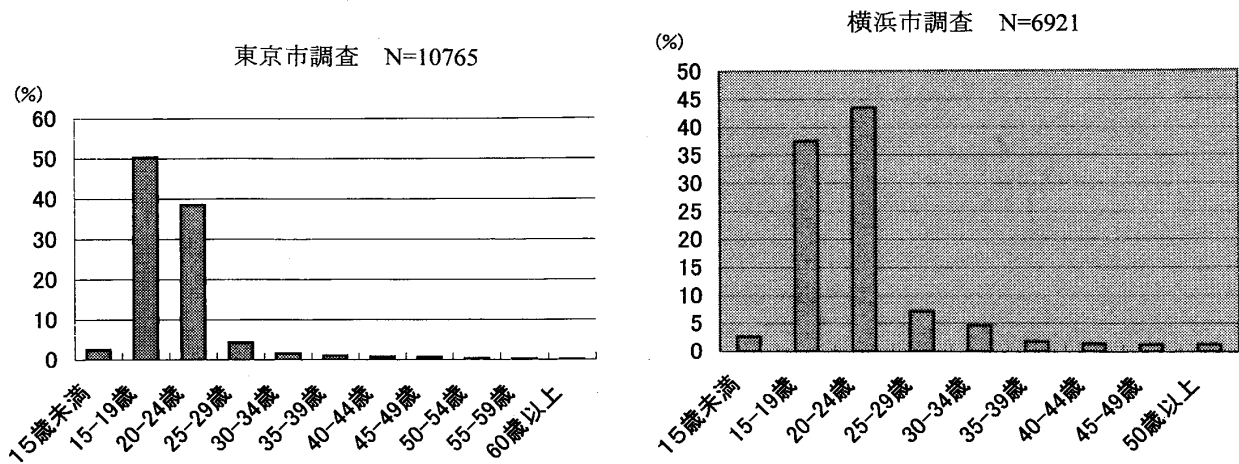 東京市調査 N=10765
(%)
60
50
40
30
20
10
0
15歳未満
15-19歳
20-24歳
25-29歳
30-34歳
35-39歳
40-44歳
45-49歳
50-54歳
55-59歳
60歳以上
横浜市調査 N=6921
(%)
50
45
40
35
30
25
20
15
10
5
0
15歳未満
15-19歳
20-24歳
25-29歳
30-34歳
35-39歳
40-44歳
45-49歳
50歳以上